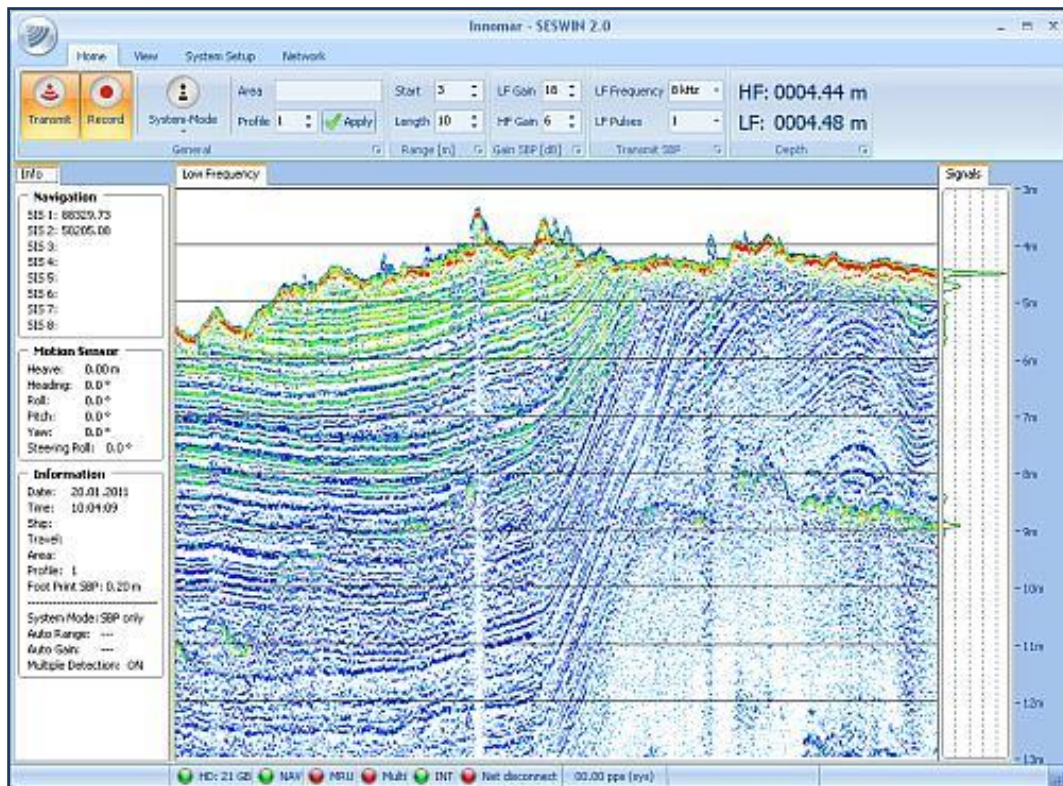 Innomar - SESWIN 2.0
Home View System Setup Network
Transmit Record System-Mode
Area
Profile 1 Apply
General
Start 3
Length 10
Range [m]
LF Gain 18
HF Gain 6
Gain SBP [dB]
LF Frequency 8 kHz
LF Pulses 1
Transmit SBP
HF: 0004.44 m
LF: 0004.48 m
Depth
Info
Navigation
SIS 1: 88329.73
SIS 2: 58205.08
SIS 3:
SIS 4:
SIS 5:
SIS 6:
SIS 7:
SIS 8:
Motion Sensor
Heave: 0.00 m
Heading: 0.0 °
Roll: 0.0 °
Pitch: 0.0 °
Yaw: 0.0 °
Steering Roll: 0.0 °
Information
Date: 20.01.2011
Time: 10:04:09
Ship:
Travel:
Area:
Profile: 1
Foot Print SBP: 0.20 m
System Mode: SBP only
Auto Range: ---
Auto Gain: ---
Multiple Detection: ON
Low Frequency
Signals
3m
4m
5m
6m
7m
8m
9m
10m
11m
12m
13m
HD: 21 GB NAV MRU Multi INT Net disconnect 00.00 pps (sys)